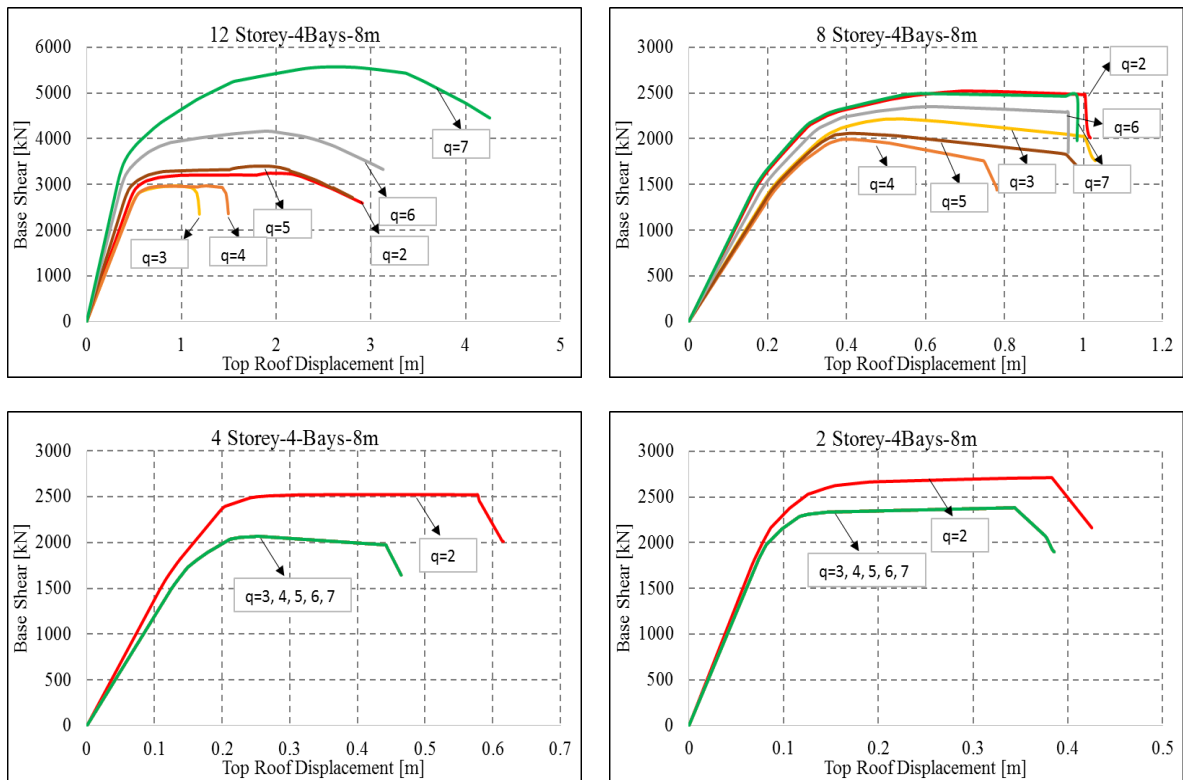 12 Storey-4Bays-8m
Base Shear [kN]
6000
5000
4000
3000
2000
1000
0
q=7
q=6
q=5
q=3
q=4
q=2
0 1 2 3 4 5
Top Roof Displacement [m]
8 Storey-4Bays-8m
Base Shear [kN]
3000
2500
2000
1500
1000
500
0
q=2
q=6
q=4
q=5
q=3
q=7
0 0.2 0.4 0.6 0.8 1 1.2
Top Roof Displacement [m]
4 Storey-4-Bays-8m
Base Shear [kN]
3000
2500
2000
1500
1000
500
0
q=2
q=3, 4, 5, 6, 7
0 0.1 0.2 0.3 0.4 0.5 0.6 0.7
Top Roof Displacement [m]
2 Storey-4Bays-8m
Base Shear [kN]
3000
2500
2000
1500
1000
500
0
q=2
q=3, 4, 5, 6, 7
0 0.1 0.2 0.3 0.4 0.5
Top Roof Displacement [m]